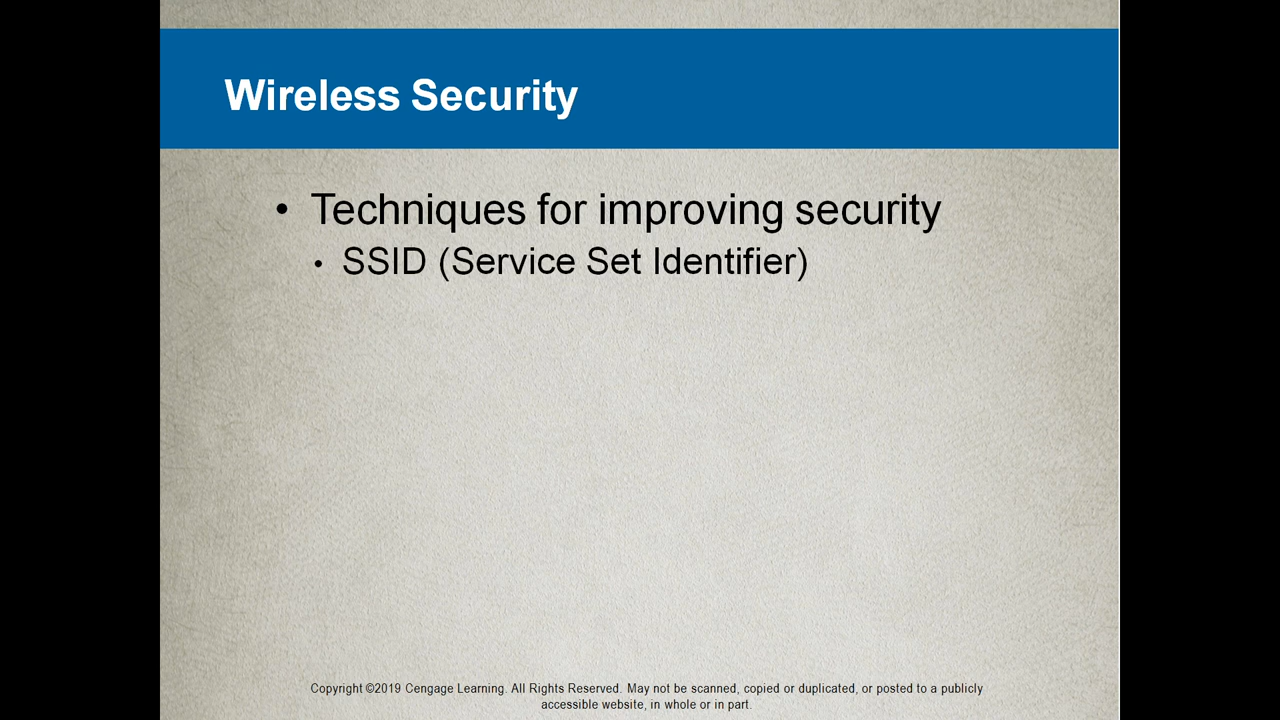 Wireless Security
• Techniques for improving security
• SSID (Service Set Identifier)
Copyright ©2019 Cengage Learning. All Rights Reserved. May not be scanned, copied or duplicated, or posted to a publicly
accessible website, in whole or in part.